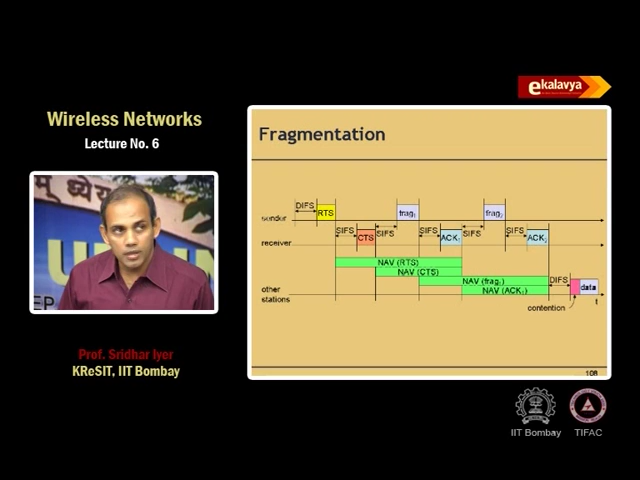 ekalavya
Wireless Networks
Lecture No. 6
Fragmentation
DIFS
RTS
frag1
frag2
sender
SIFS
CTS
SIFS
SIFS
ACK1
SIFS
SIFS
ACK2
receiver
NAV (RTS)
NAV (CTS)
NAV (frag1)
NAV (ACK1)
DIFS
other
stations
data
t
contention
108
Prof. Sridhar Iyer
KReSIT, IIT Bombay
IIT Bombay
TIFAC